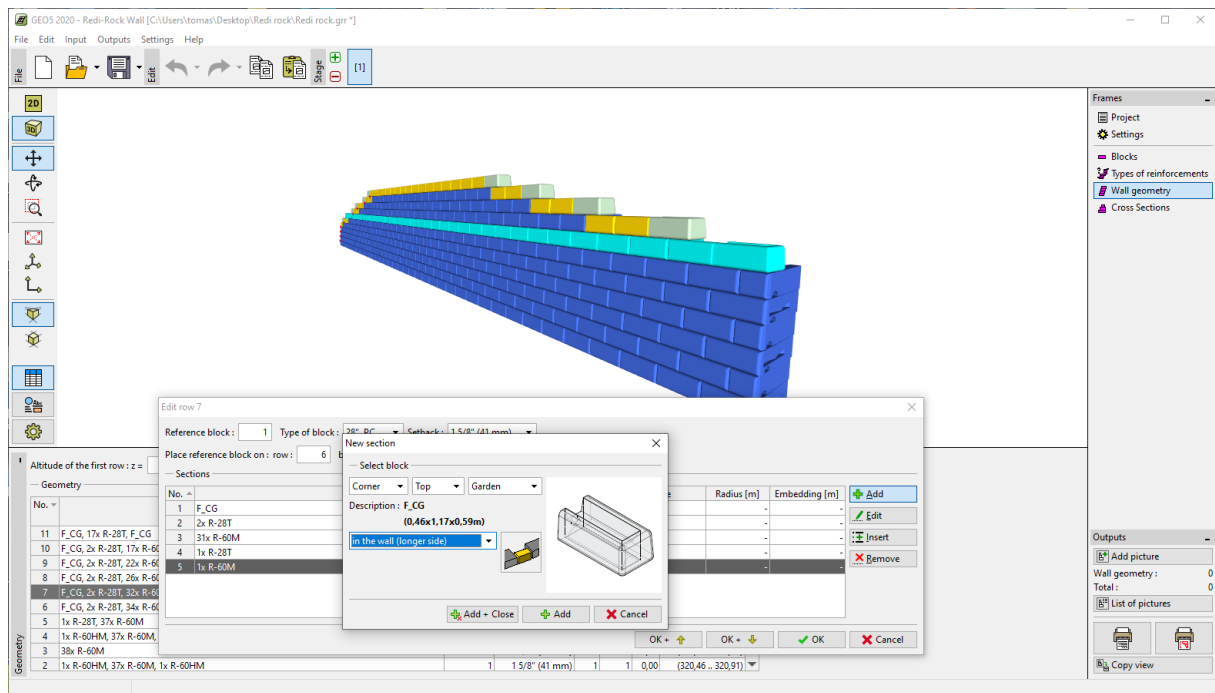 GEO5 2020 - Redi-Rock Wall [C:\Users\tomas\Desktop\Redi rock\Redi rock.grr *]
File Edit Input Outputs Settings Help
File
Edit
Stage
[1]
2D
3D
Frames
Project
Settings
Blocks
Types of reinforcements
Wall geometry
Cross Sections
Edit row 7
Reference block : 1 Type of block : 28" PC Setback : 1 5/8" (41 mm)
Place reference block on : row : 6 b
Sections
No. Radius [m] Embedding [m]
1 F_CG - -
2 2x R-28T - -
3 31x R-60M - -
4 1x R-28T - -
5 1x R-60M - -
Add
Edit
Insert
Remove
OK + OK + OK Cancel
New section
Select block
Corner Top Garden
Description : F_CG
(0,46x1,17x0,59m)
in the wall (longer side)
Add + Close Add Cancel
Altitude of the first row : z =
Geometry
No.
11 F_CG, 17x R-28T, F_CG
10 F_CG, 2x R-28T, 17x R-60
9 F_CG, 2x R-28T, 22x R-60
8 F_CG, 2x R-28T, 26x R-60
7 F_CG, 2x R-28T, 32x R-60
6 F_CG, 2x R-28T, 34x R-60
5 1x R-28T, 37x R-60M
4 1x R-60HM, 37x R-60M,
3 38x R-60M
2 1x R-60HM, 37x R-60M, 1x R-60HM 1 1 5/8" (41 mm) 1 1 0,00 (320,46 .. 320,91)
Geometry
Outputs
Add picture
Wall geometry : 0
Total : 0
List of pictures
Copy view